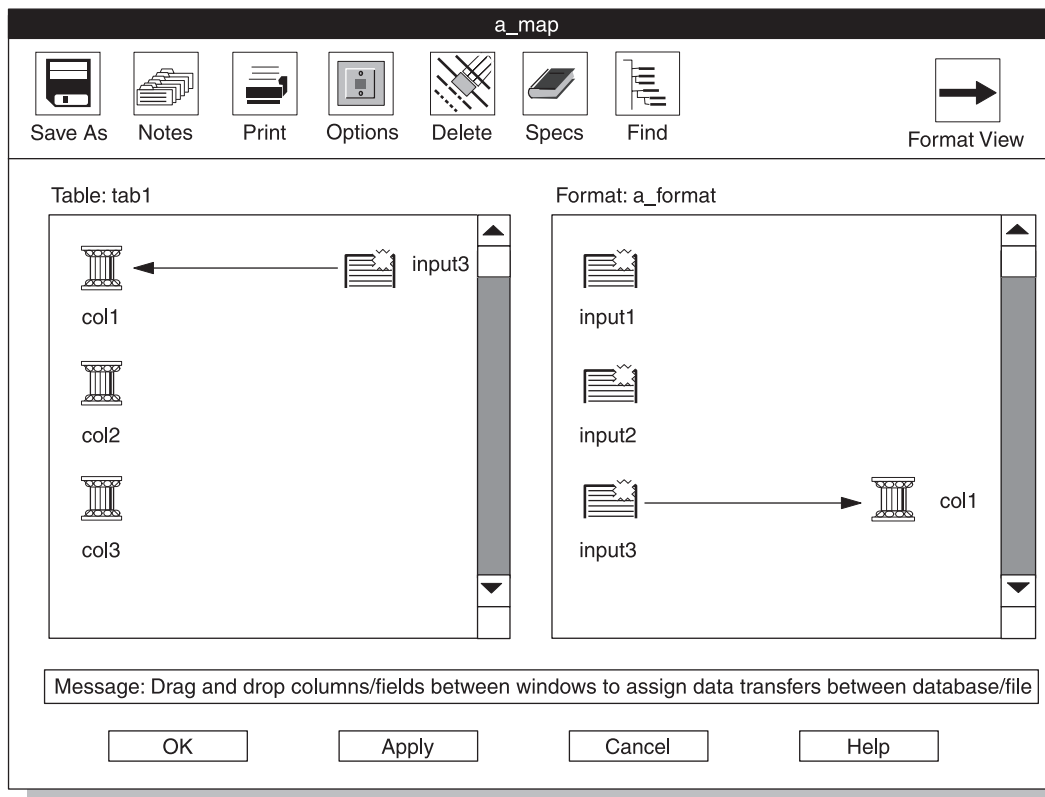 a_map
Save As Notes Print Options Delete Specs Find Format View
Table: tab1 Format: a_format
input3
col1 input1
col2 input2
col1
col3 input3
Message: Drag and drop columns/fields between windows to assign data transfers between database/file
OK Apply Cancel Help